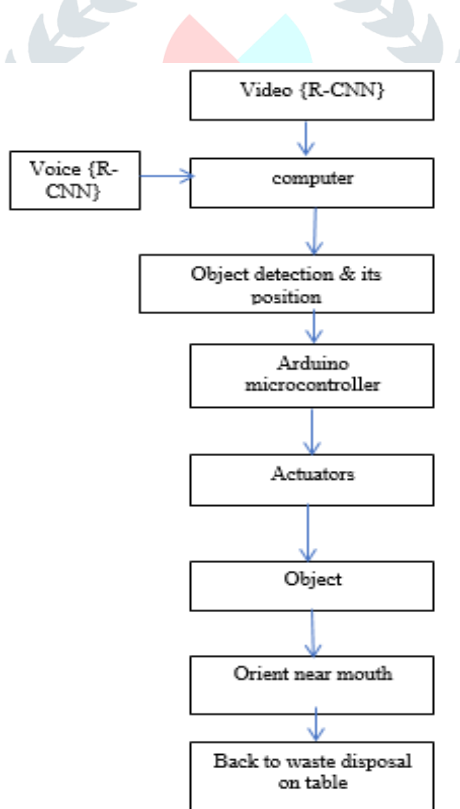 Video {R-CNN}
Voice {R-
CNN}
computer
Object detection & its
position
Arduino
microcontroller
Actuators
Object
Orient near mouth
Back to waste disposal
on table